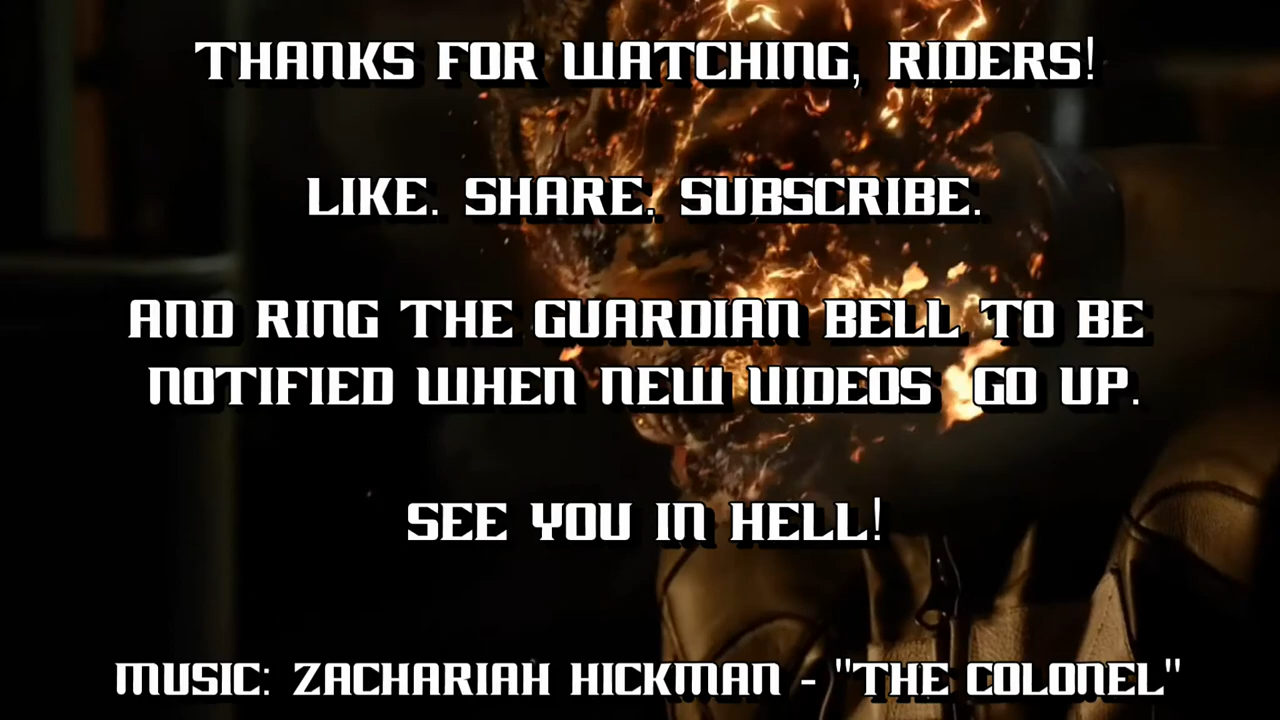 THANKS FOR WATCHING, RIDERS!
LIKE. SHARE. SUBSCRIBE.
AND RING THE GUARDIAN BELL TO BE
NOTIFIED WHEN NEW VIDEOS GO UP.
SEE YOU IN HELL!
MUSIC: ZACHARIAH HICKMAN - "THE COLONEL"